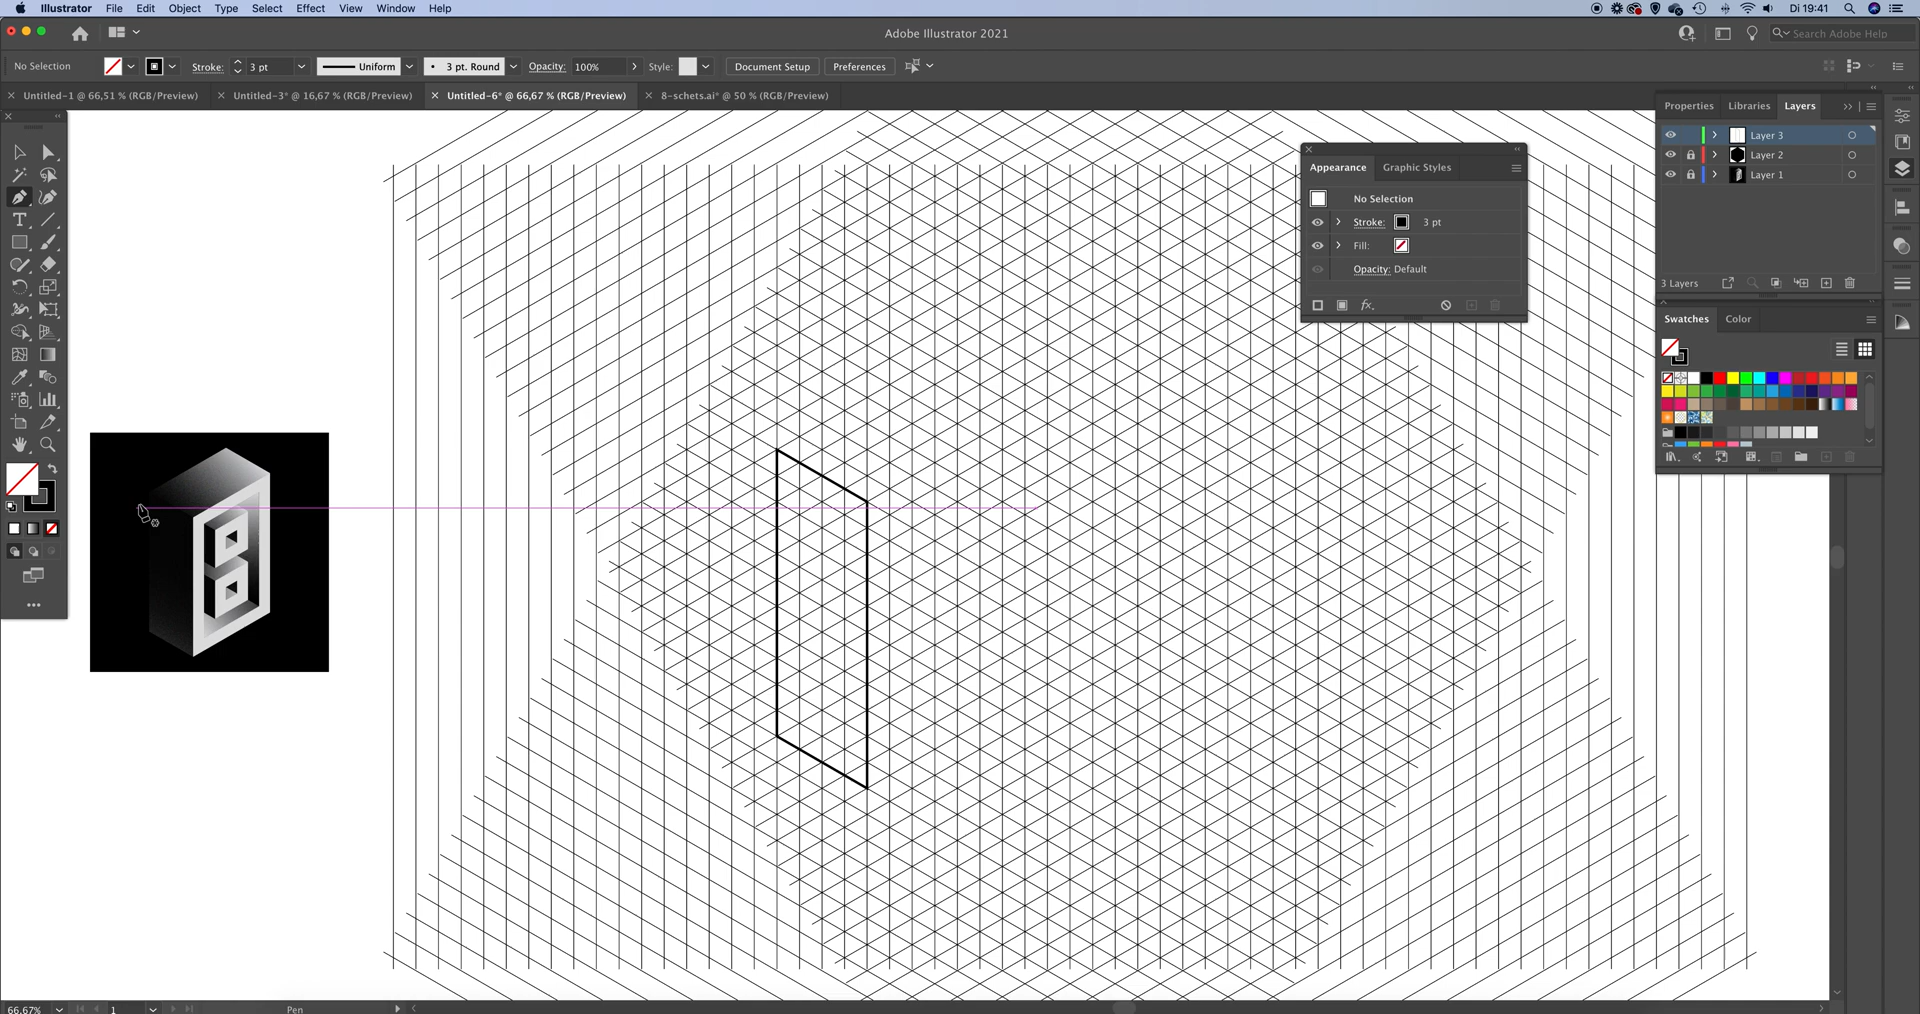 Illustrator File Edit Object Type Select Effect View Window Help
Di 19:41
Adobe Illustrator 2021
Search Adobe Help
No Selection
Stroke: 3 pt
Uniform
3 pt. Round
Opacity: 100%
Style:
Document Setup
Preferences
Untitled-1 @ 66,51 % (RGB/Preview)
Untitled-3* @ 16,67 % (RGB/Preview)
Untitled-6* @ 66,67 % (RGB/Preview)
8-schets.ai* @ 50 % (RGB/Preview)
Properties Libraries Layers
Layer 3
Layer 2
Layer 1
3 Layers
Appearance Graphic Styles
No Selection
Stroke: 3 pt
Fill:
Opacity: Default
fx
Swatches Color
66,67%
1
Pen